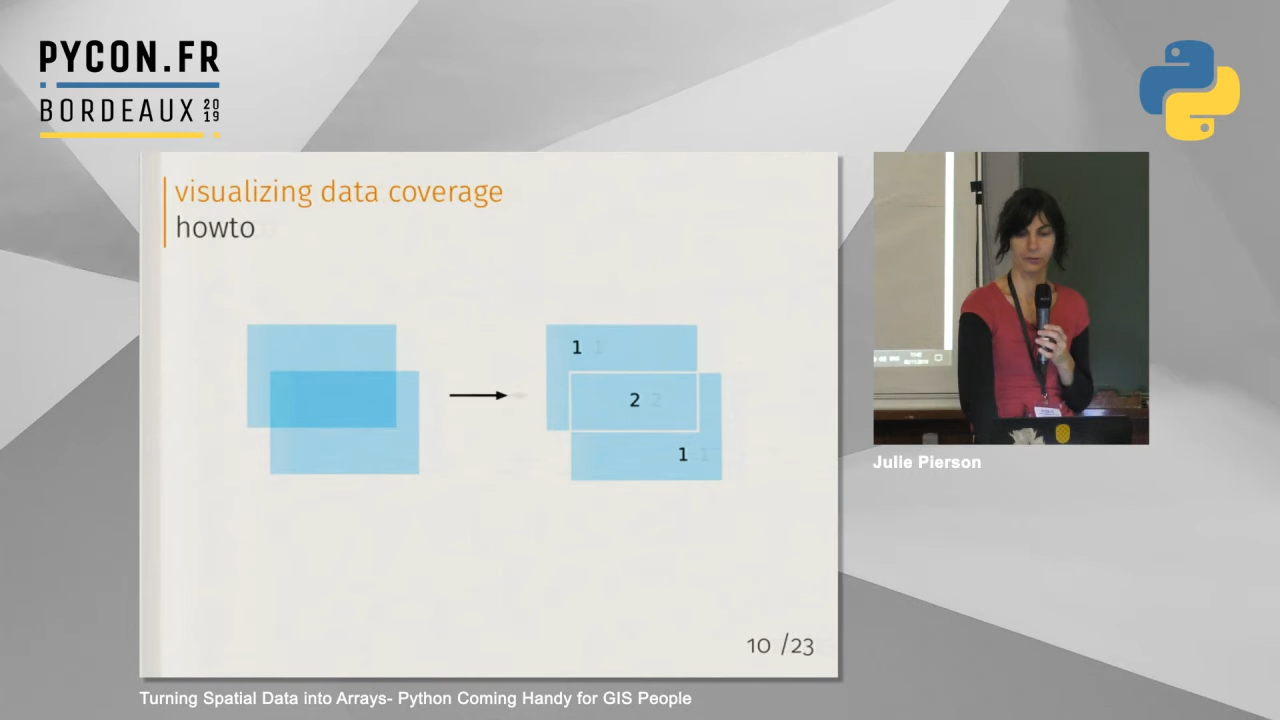 PYCON.FR
BORDEAUX 2019
visualizing data coverage
howto
1
2
1
10 /23
Julie Pierson
Turning Spatial Data into Arrays- Python Coming Handy for GIS People